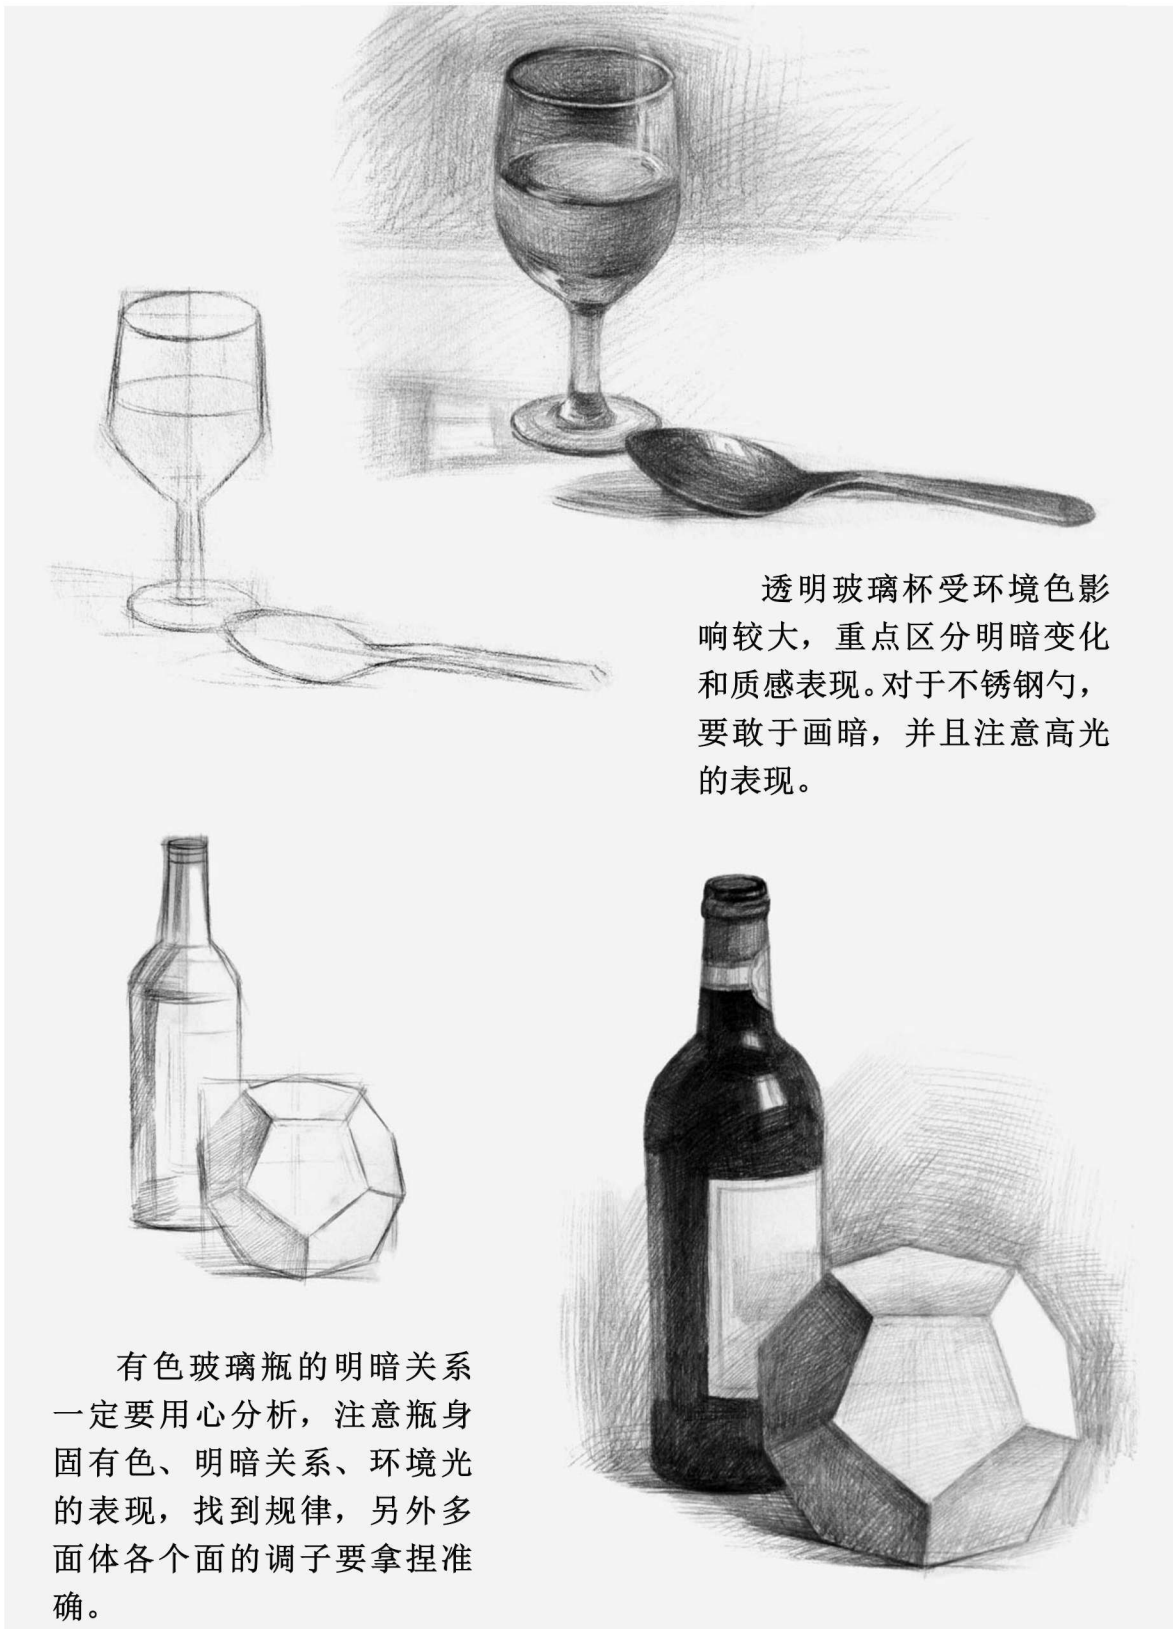 透明玻璃杯受环境色影
响较大，重点区分明暗变化
和质感表现。对于不锈钢勺，
要敢于画暗，并且注意高光
的表现。
有色玻璃瓶的明暗关系
一定要用心分析，注意瓶身
固有色、明暗关系、环境光
的表现，找到规律，另外多
面体各个面的调子要拿捏准
确。